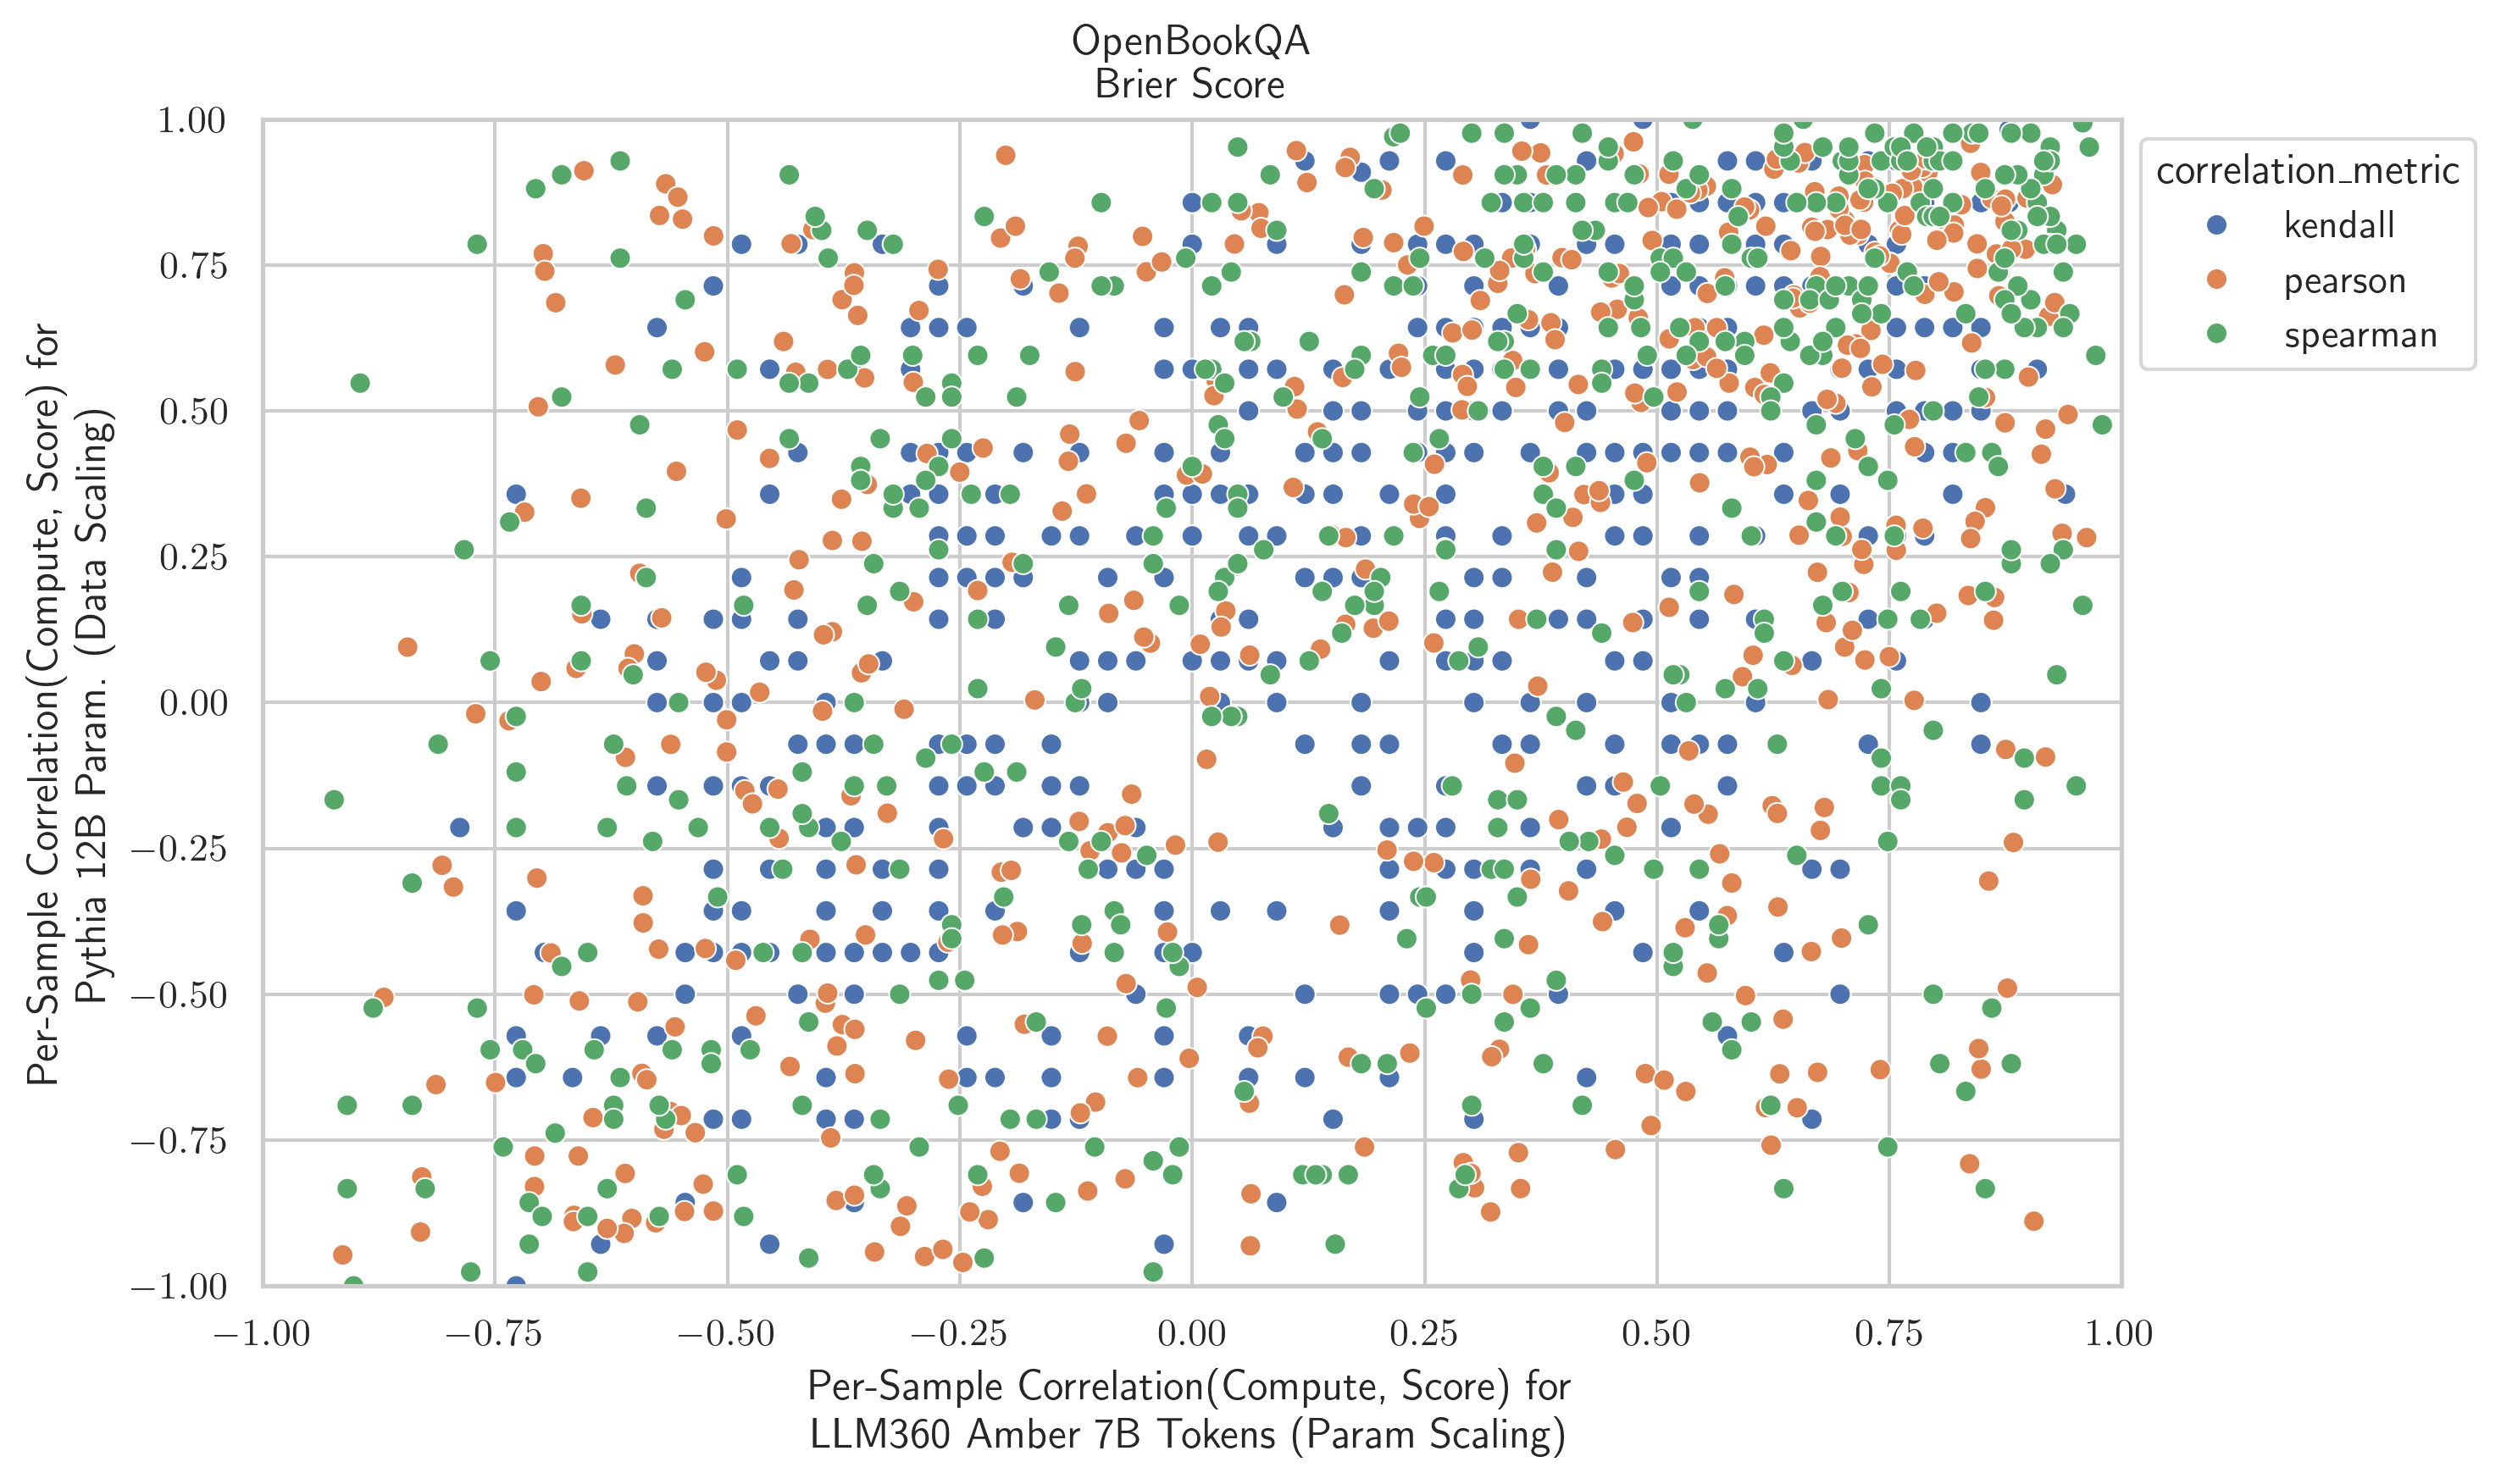 OpenBookQA
Brier Score
Per-Sample Correlation(Compute, Score) for
Pythia 12B Param. (Data Scaling)
1.00
0.75
0.50
0.25
0.00
−0.25
−0.50
−0.75
−1.00
−1.00 −0.75 −0.50 −0.25 0.00 0.25 0.50 0.75 1.00
Per-Sample Correlation(Compute, Score) for
LLM360 Amber 7B Tokens (Param Scaling)
correlation_metric
kendall
pearson
spearman